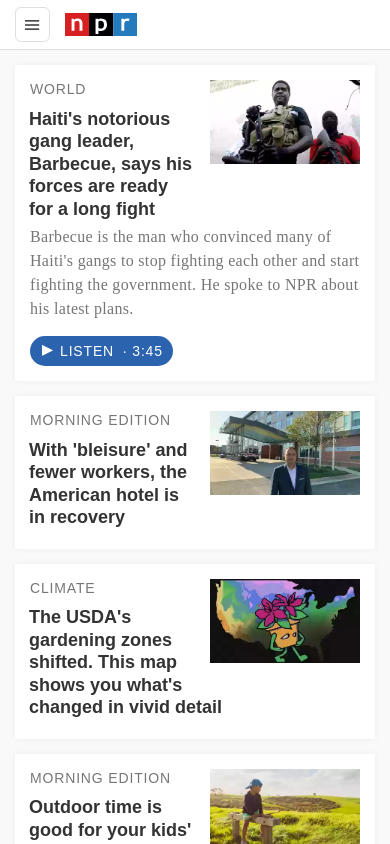 npr
WORLD
Haiti's notorious
gang leader,
Barbecue, says his
forces are ready
for a long fight
Barbecue is the man who convinced many of
Haiti's gangs to stop fighting each other and start
fighting the government. He spoke to NPR about
his latest plans.
LISTEN · 3:45
MORNING EDITION
With 'bleisure' and
fewer workers, the
American hotel is
in recovery
CLIMATE
The USDA's
gardening zones
shifted. This map
shows you what's
changed in vivid detail
MORNING EDITION
Outdoor time is
good for your kids'